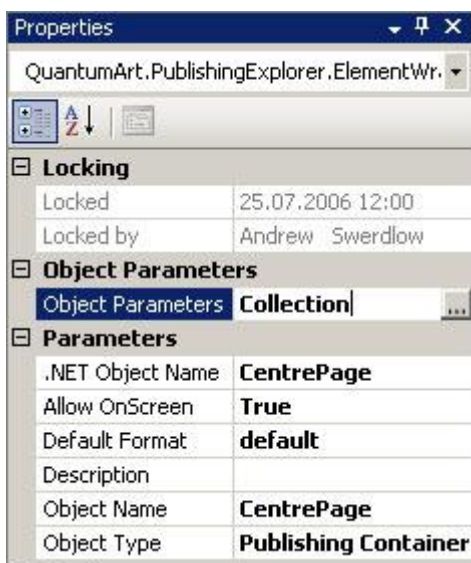 Properties
QuantumArt.PublishingExplorer.ElementWr.
A
Z
Locking
Locked 25.07.2006 12:00
Locked by Andrew Swerdlow
Object Parameters
Object Parameters Collection ...
Parameters
.NET Object Name CentrePage
Allow OnScreen True
Default Format default
Description
Object Name CentrePage
Object Type Publishing Container